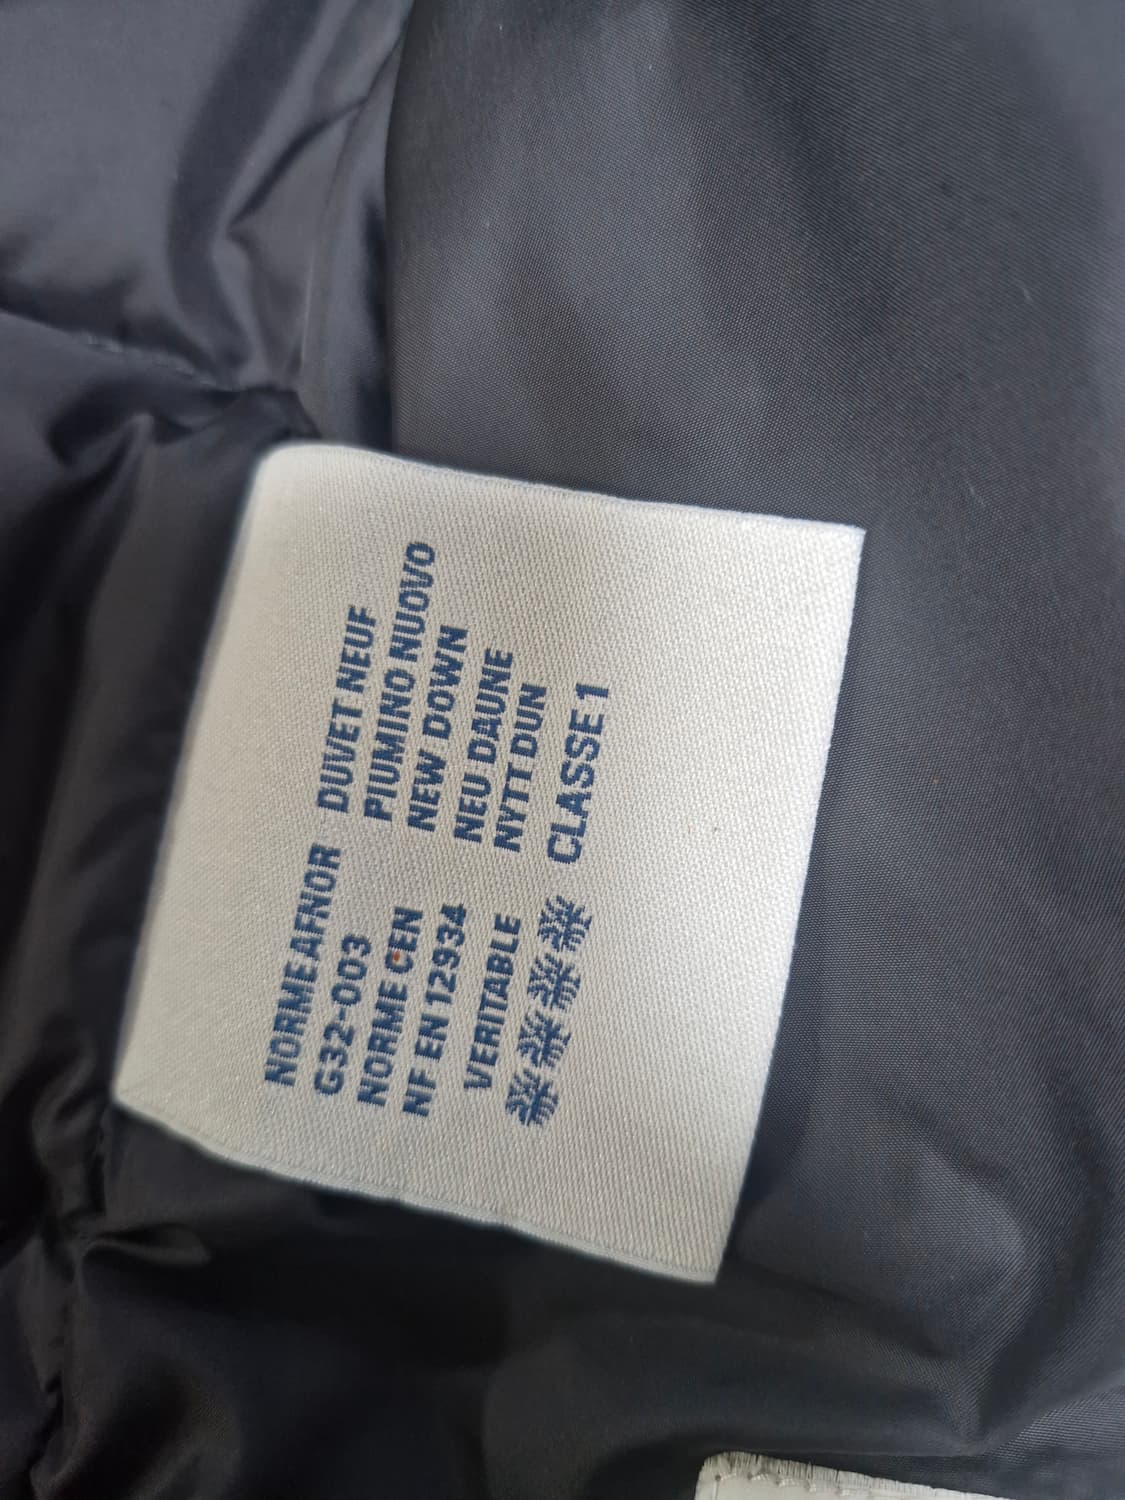 NORME AFNOR
G32-003
NORME CEN
NF EN 12934
VERITABLE
DUVET NEUF
PIUMINO NUOVO
NEW DOWN
NEU DAUNE
NYTT DUN
CLASSE 1